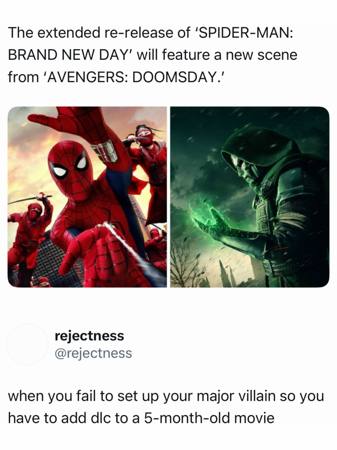 The extended re-release of ‘SPIDER-MAN:
BRAND NEW DAY’ will feature a new scene
from ‘AVENGERS: DOOMSDAY.’
rejectness
@rejectness
when you fail to set up your major villain so you
have to add dlc to a 5-month-old movie